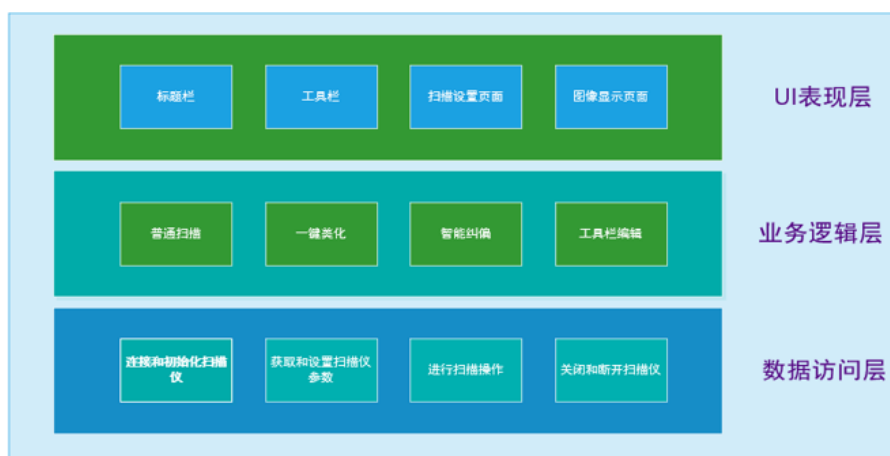 标题栏
工具栏
扫描设置页面
图像显示页面
UI表现层
普通扫描
一键美化
智能纠偏
工具栏编辑
业务逻辑层
连接和初始化扫描
仪
获取和设置扫描仪
参数
进行扫描操作
关闭和断开扫描仪
数据访问层